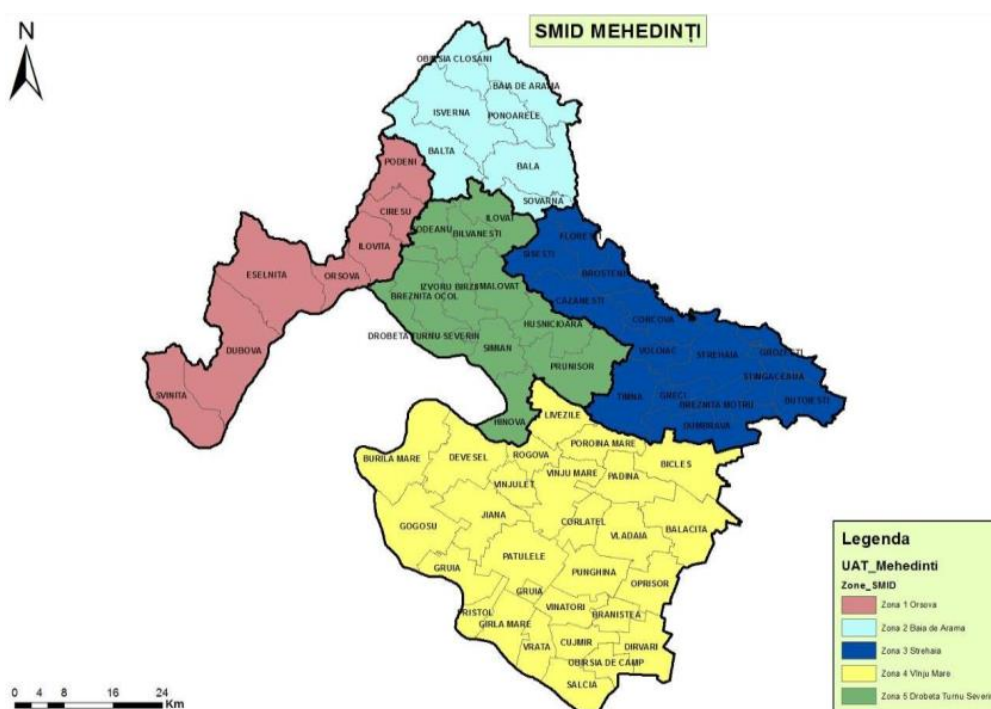 N
SMID MEHEDINȚI
OBIRSIA CLOSANI
BAIA DE ARAMA
ISVERNA
PONOARELE
BALTA
BALA
PODENI
SOVARNA
CIRESU
ILOVAT
GODEANU
BILVANESTI
FLORESTI
ILOVITA
SISESTI
ESELNITA
ORSOVA
BROSTENI
IZVORU BIRZII
MALOVAT
BREZNITA OCOL
CAZANESTI
HUSNICIOARA
CORCOVA
DROBETA TURNU-SEVERIN
SIMIAN
DUBOVA
VOLOIAC
STREHAIA
GROZESTI
PRUNISOR
STINGACEAUA
SVINITA
TIMNA
GRECI
BREZNITA MOTRU
BUTOIESTI
LIVEZILE
HINOVA
DUMBRAVA
POROINA MARE
BURILA MARE
DEVESEL
ROGOVA
BICLES
VINJU MARE
PADINA
VINJULET
JIANA
GOGOSU
CORLATEL
BALACITA
VLADAIA
PATULELE
GRUIA
PUNGHINA
OPRISOR
GRUIA
PRISTOL
VINATORI
BRANISTEA
GIRLA MARE
VRATA
CUJMIR
DIRVARI
OBIRSIA DE CAMP
SALCIA
Legenda
UAT_Mehedinti
Zone_SMID
Zona 1 Orsova
Zona 2 Baia de Arama
Zona 3 Strehaia
Zona 4 Vînju Mare
Zona 5 Drobeta Turnu Severin
0 4 8 16 24
Km